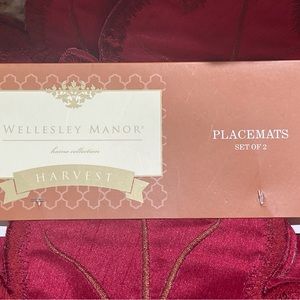 WELLESLEY MANOR®
home collection
HARVEST
PLACEMATS
SET OF 2